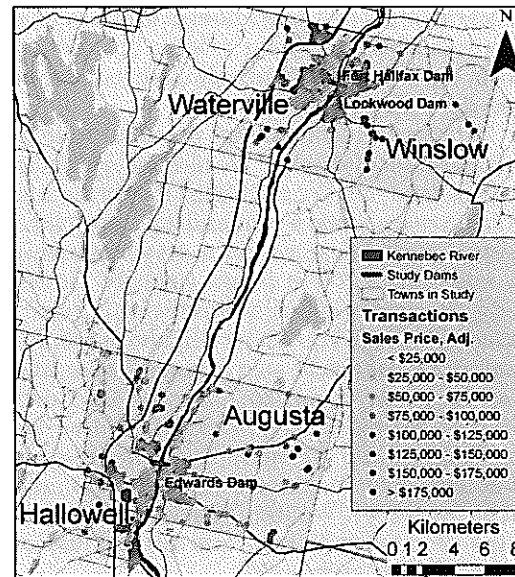 N
Fort Halifax Dam
Waterville
Lockwood Dam
Winslow
Kennebec River
Study Dams
Towns in Study
Transactions
Sales Price, Adj.
< $25,000
$25,000 - $50,000
$50,000 - $75,000
$75,000 - $100,000
$100,000 - $125,000
$125,000 - $150,000
$150,000 - $175,000
> $175,000
Augusta
Edwards Dam
Hallowell
Kilometers
0 1 2 4 6 8